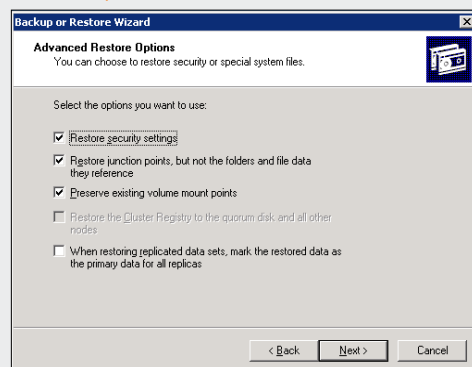 Backup or Restore Wizard
Advanced Restore Options
You can choose to restore security or special system files.
Select the options you want to use:
Restore security settings
Restore junction points, but not the folders and file data
they reference
Preserve existing volume mount points
Restore the Cluster Registry to the quorum disk and all other
nodes
When restoring replicated data sets, mark the restored data as
the primary data for all replicas
< Back
Next >
Cancel